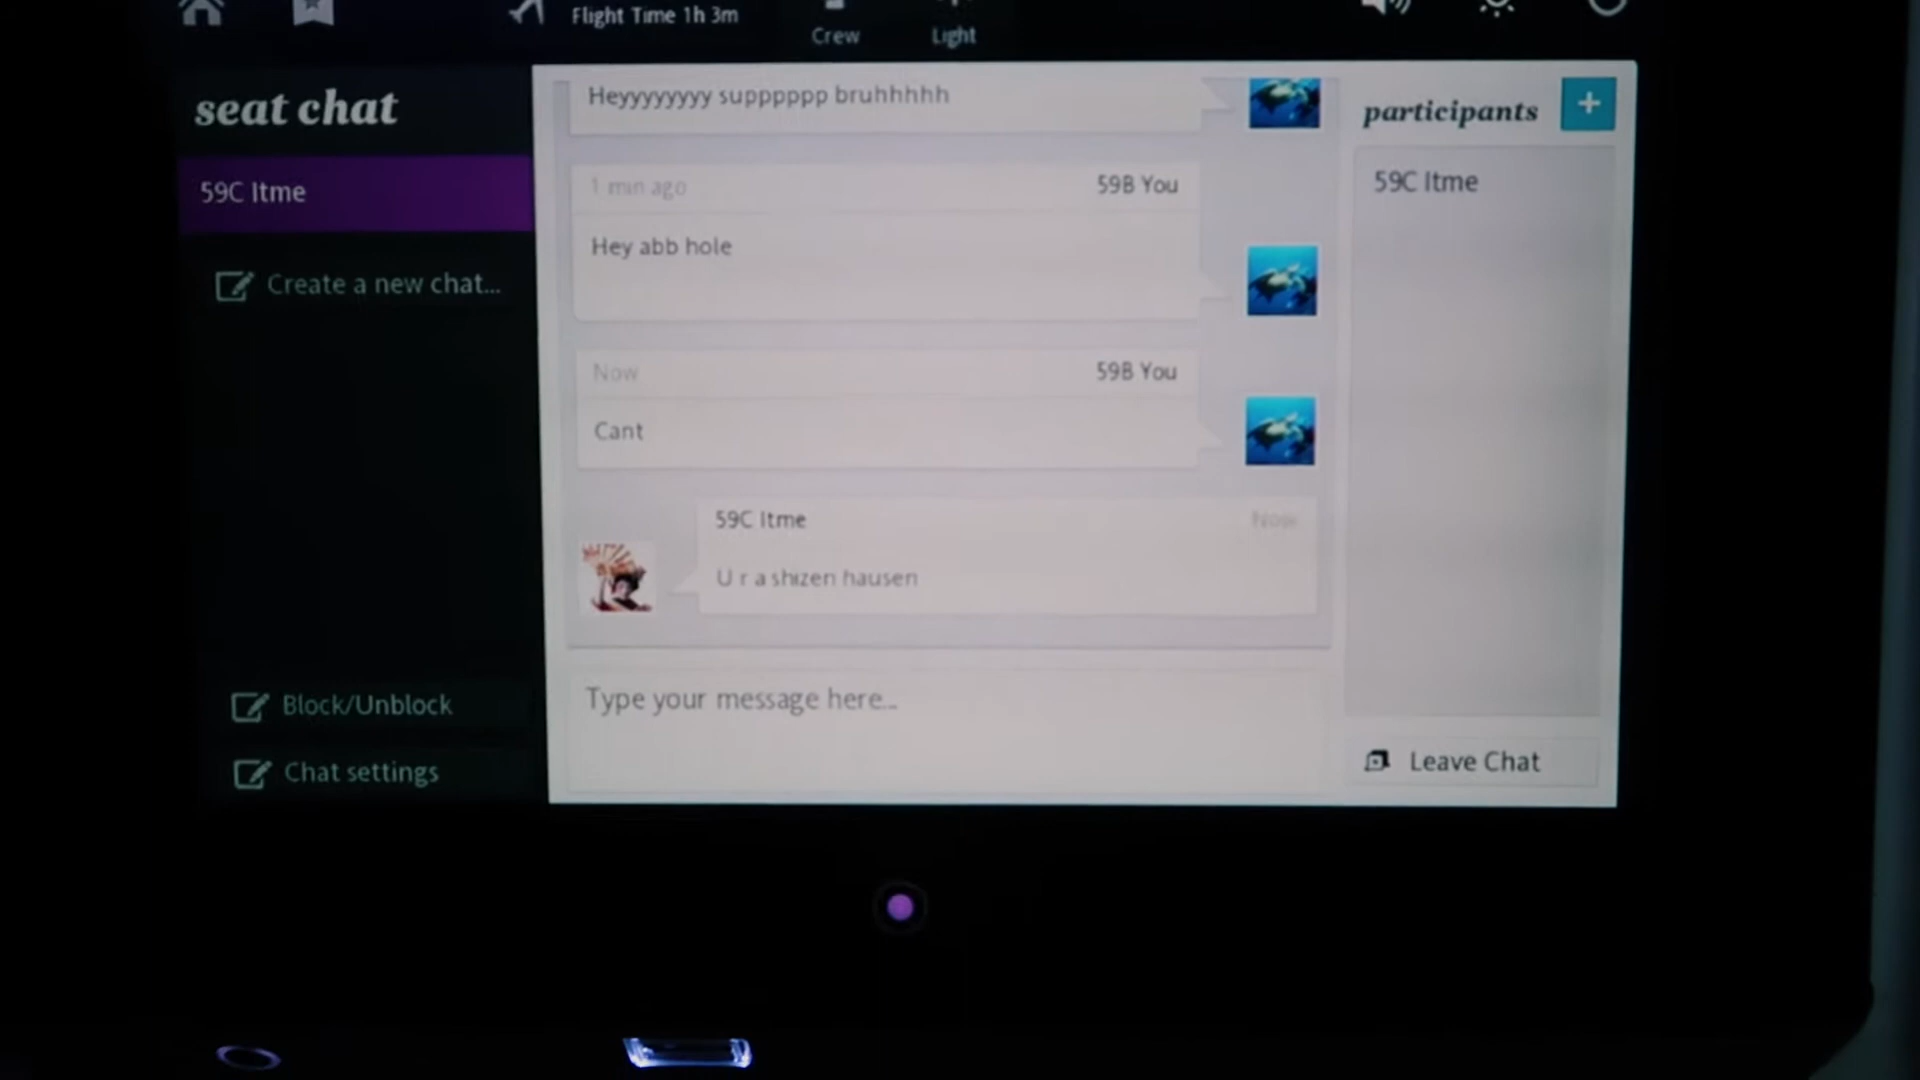 Flight Time 1h 3m
Crew
Light
seat chat
59C Itme
Create a new chat...
Block/Unblock
Chat settings
Heyyyyyyyy supppppp bruhhhhh
1 min ago
59B You
Hey abb hole
Now
59B You
Cant
59C Itme
Now
U r a shizen hausen
Type your message here...
participants
+
59C Itme
Leave Chat